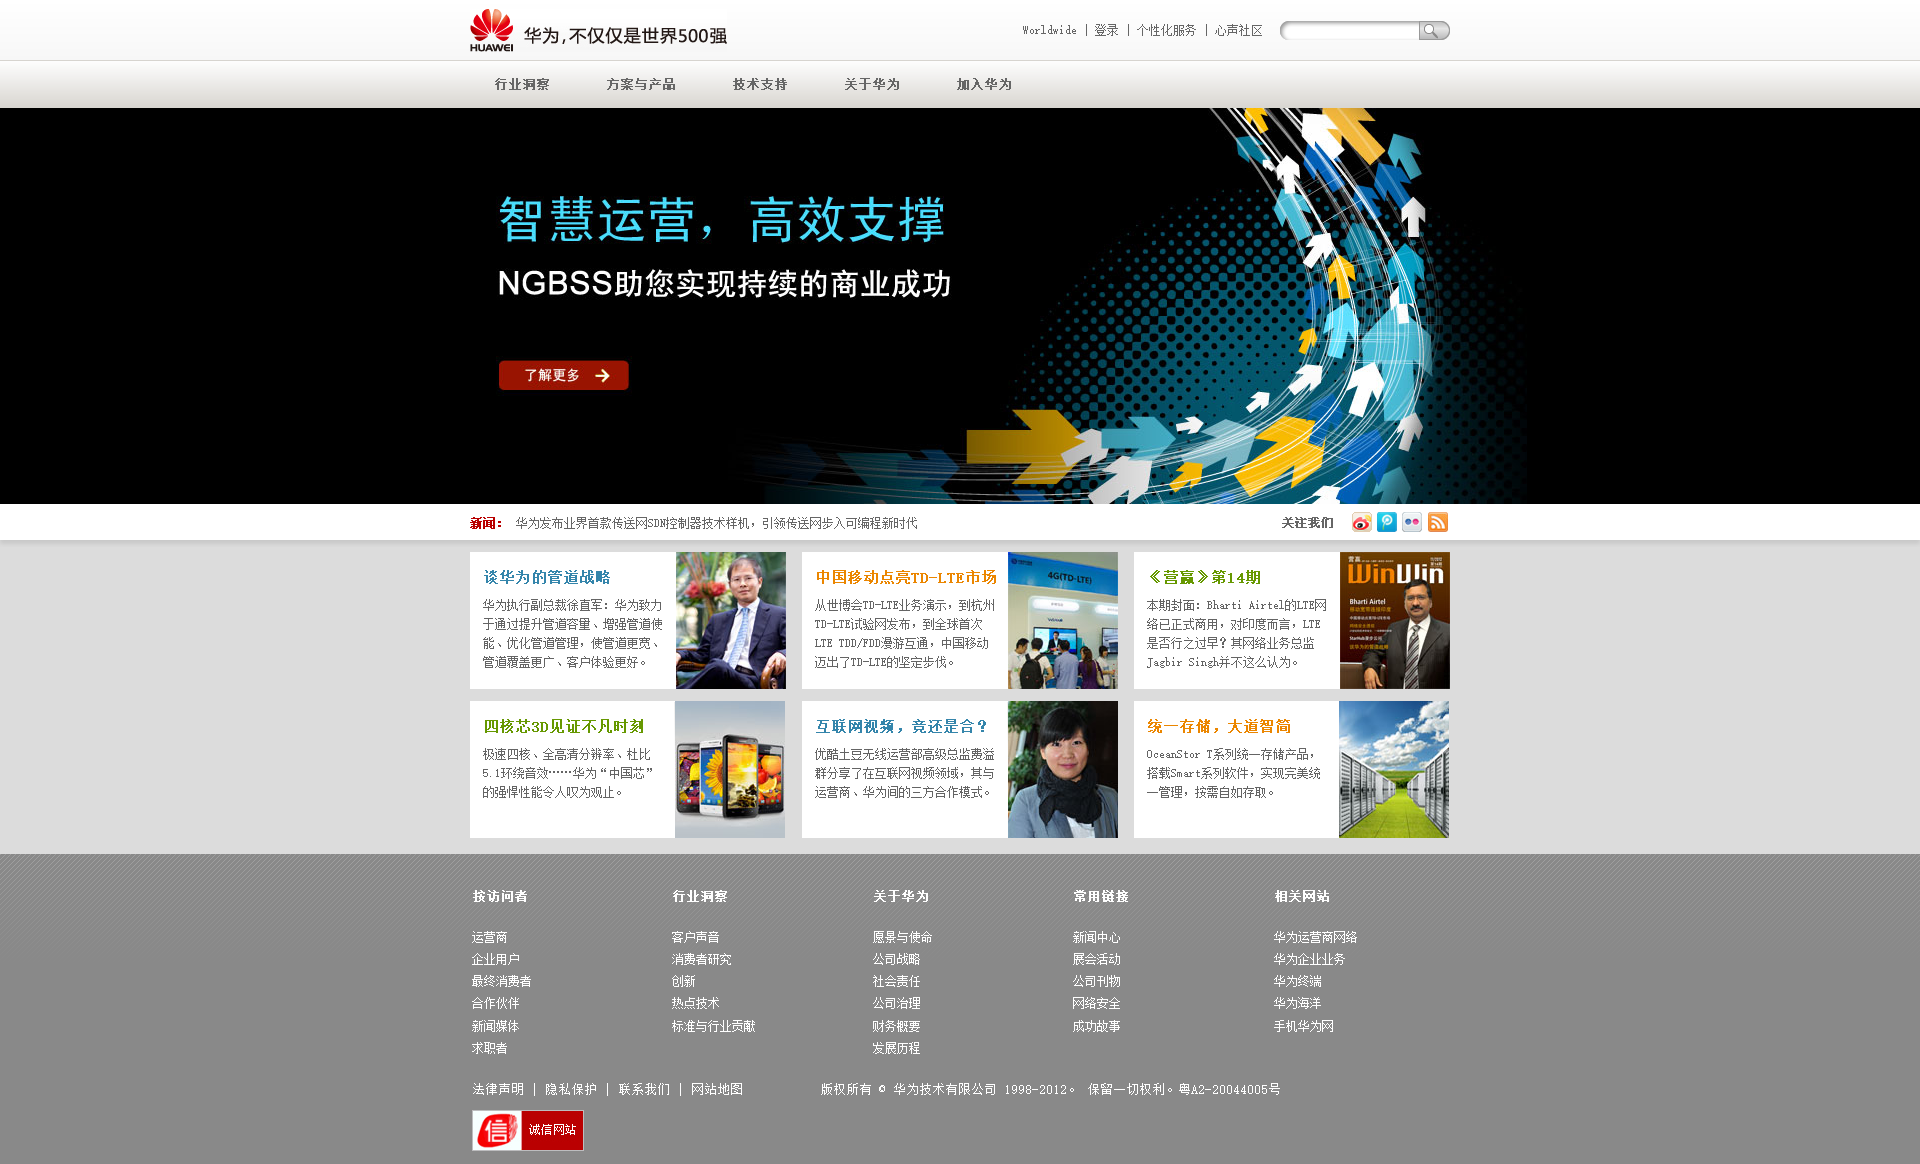 HUAWEI
华为,不仅仅是世界500强
Worldwide | 登录 | 个性化服务 | 心声社区
行业洞察 方案与产品 技术支持 关于华为 加入华为
智慧运营，高效支撑
NGBSS助您实现持续的商业成功
了解更多
新闻： 华为发布业界首款传送网SDN控制器技术样机，引领传送网步入可编程新时代
关注我们
谈华为的管道战略
华为执行副总裁徐直军：华为致力
于通过提升管道容量、增强管道使
能、优化管道管理，使管道更宽、
管道覆盖更广、客户体验更好。
中国移动点亮TD-LTE市场
从世博会TD-LTE业务演示，到杭州
TD-LTE试验网发布，到全球首次
LTE TDD/FDD漫游互通，中国移动
迈出了TD-LTE的坚定步伐。
4G(TD-LTE)
《营赢》第14期
本期封面：Bharti Airtel的LTE网
络已正式商用，对印度而言，LTE
是否行之过早？其网络业务总监
Jagbir Singh并不这么认为。
营赢
WinWin
Bharti Airtel
四核芯3D见证不凡时刻
极速四核、全高清分辨率、杜比
5.1环绕音效……华为“中国芯”
的强悍性能令人叹为观止。
互联网视频，竞还是合？
优酷土豆无线运营部高级总监费溢
群分享了在互联网视频领域，其与
运营商、华为间的三方合作模式。
统一存储，大道智简
OceanStor T系列统一存储产品，
搭载Smart系列软件，实现完美统
一管理，按需自如存取。
按访问者
运营商
企业用户
最终消费者
合作伙伴
新闻媒体
求职者
行业洞察
客户声音
消费者研究
创新
热点技术
标准与行业贡献
关于华为
愿景与使命
公司战略
社会责任
公司治理
财务概要
发展历程
常用链接
新闻中心
展会活动
公司刊物
网络安全
成功故事
相关网站
华为运营商网络
华为企业业务
华为终端
华为海洋
手机华为网
法律声明 | 隐私保护 | 联系我们 | 网站地图
版权所有 © 华为技术有限公司 1998-2012。 保留一切权利。粤A2-20044005号
信 诚信网站